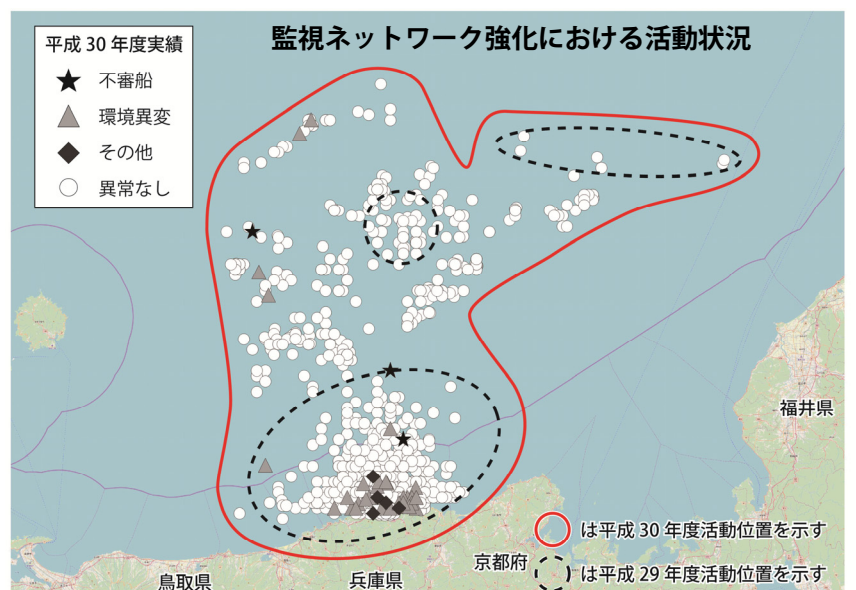 監視ネットワーク強化における活動状況
平成 30 年度実績
不審船
環境異変
その他
異常なし
福井県
は平成 30 年度活動位置を示す
京都府
は平成 29 年度活動位置を示す
鳥取県
兵庫県